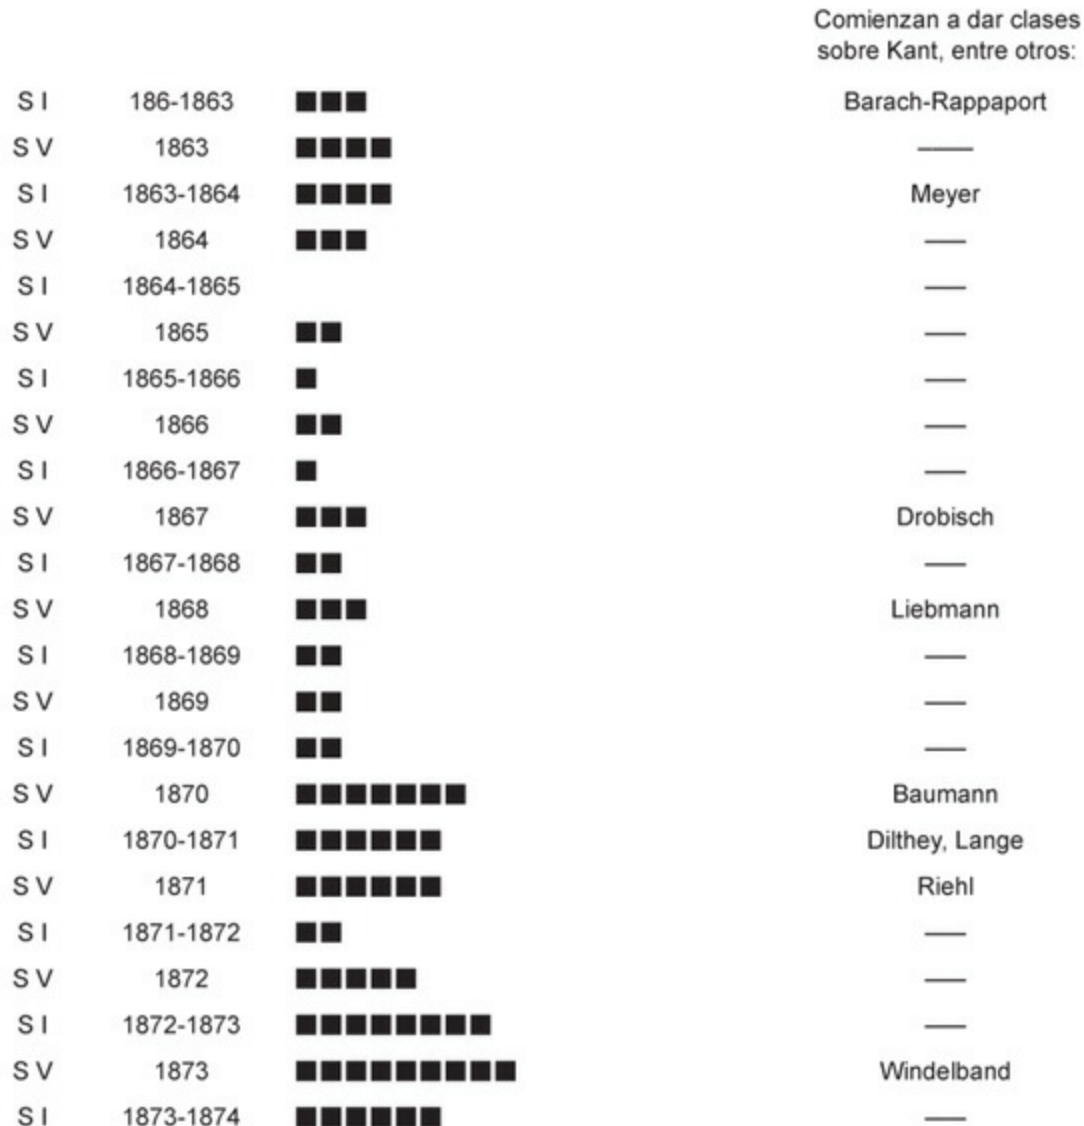 Comienzan a dar clases
sobre Kant, entre otros:
S I 186-1863 ■■■ Barach-Rappaport
S V 1863 ■■■■ ——
S I 1863-1864 ■■■■ Meyer
S V 1864 ■■■ ——
S I 1864-1865 ——
S V 1865 ■■ ——
S I 1865-1866 ■ ——
S V 1866 ■■ ——
S I 1866-1867 ■ ——
S V 1867 ■■■ Drobisch
S I 1867-1868 ■■ ——
S V 1868 ■■■ Liebmann
S I 1868-1869 ■■ ——
S V 1869 ■■ ——
S I 1869-1870 ■■ ——
S V 1870 ■■■■■■■ Baumann
S I 1870-1871 ■■■■■■ Dilthey, Lange
S V 1871 ■■■■■■ Riehl
S I 1871-1872 ■■ ——
S V 1872 ■■■■■ ——
S I 1872-1873 ■■■■■■■■ ——
S V 1873 ■■■■■■■■■ Windelband
S I 1873-1874 ■■■■■■ ——